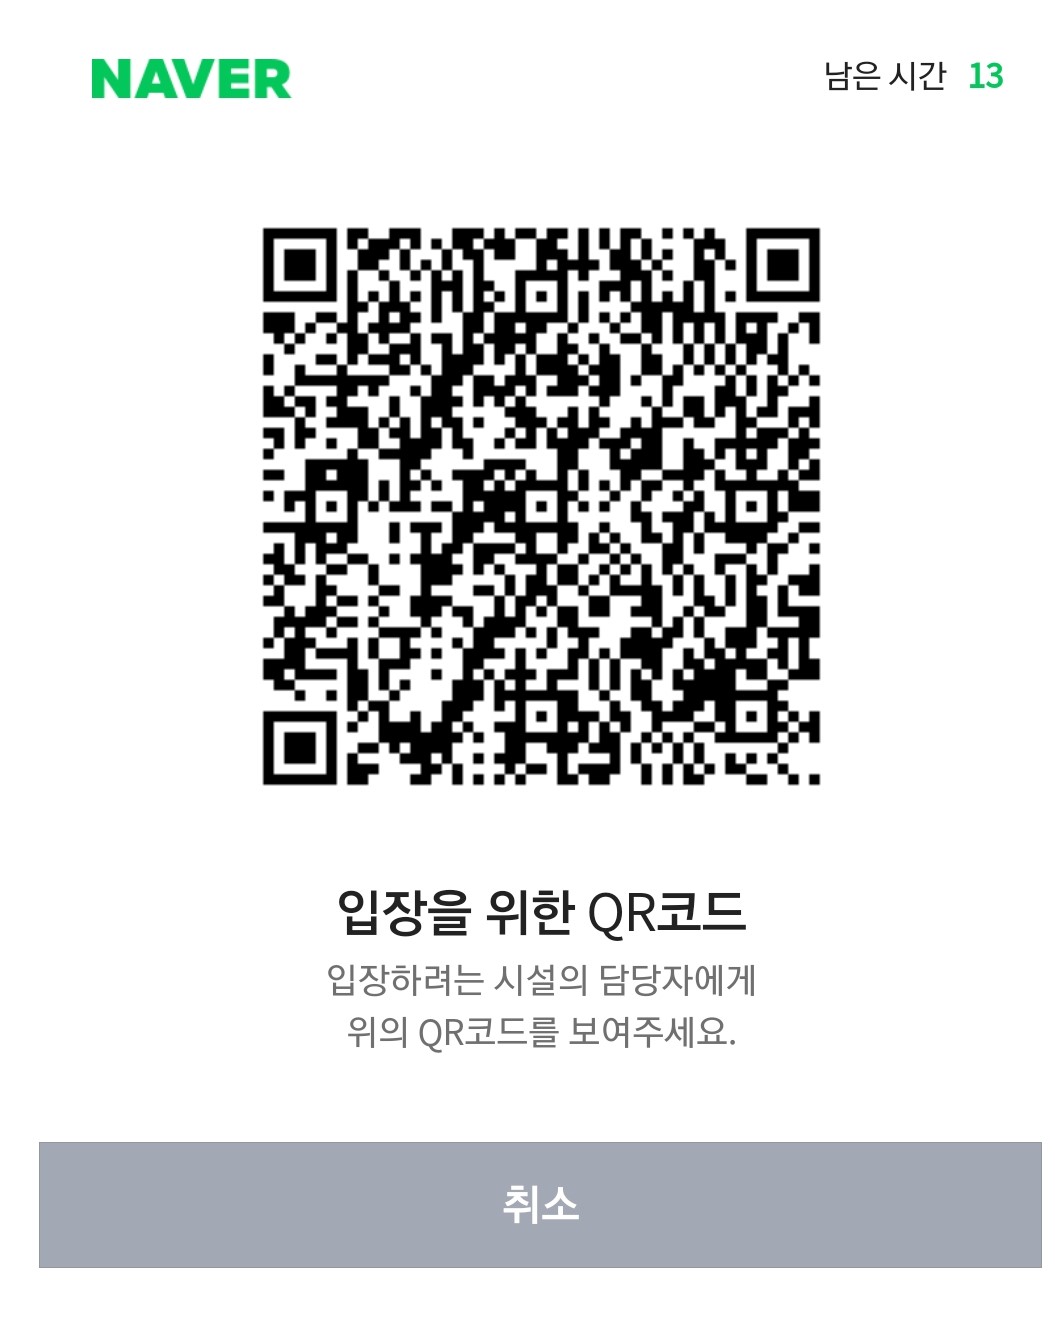 NAVER
남은 시간 13
입장을 위한 QR코드
입장하려는 시설의 담당자에게
위의 QR코드를 보여주세요.
취소